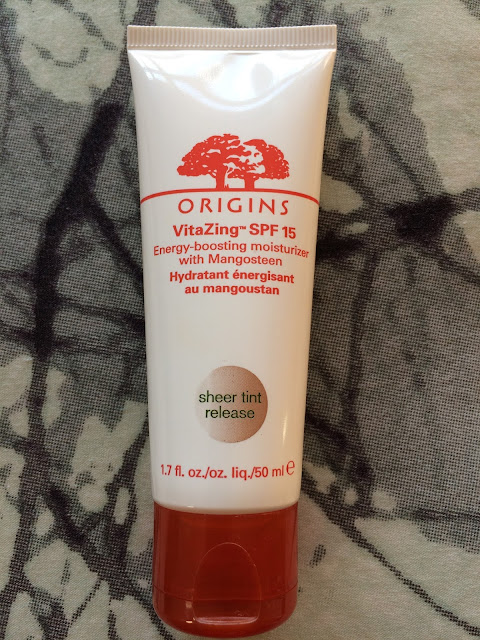 ORIGINS
VitaZing™ SPF 15
Energy-boosting moisturizer
with Mangosteen
Hydratant énergisant
au mangoustan
sheer tint
release
1.7 fl. oz./oz. liq./50 ml ℮